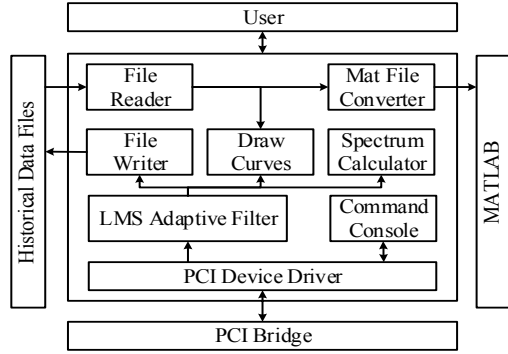 User
Historical Data Files
File
Reader
Mat File
Converter
File
Writer
Draw
Curves
Spectrum
Calculator
MATLAB
LMS Adaptive Filter
Command
Console
PCI Device Driver
PCI Bridge